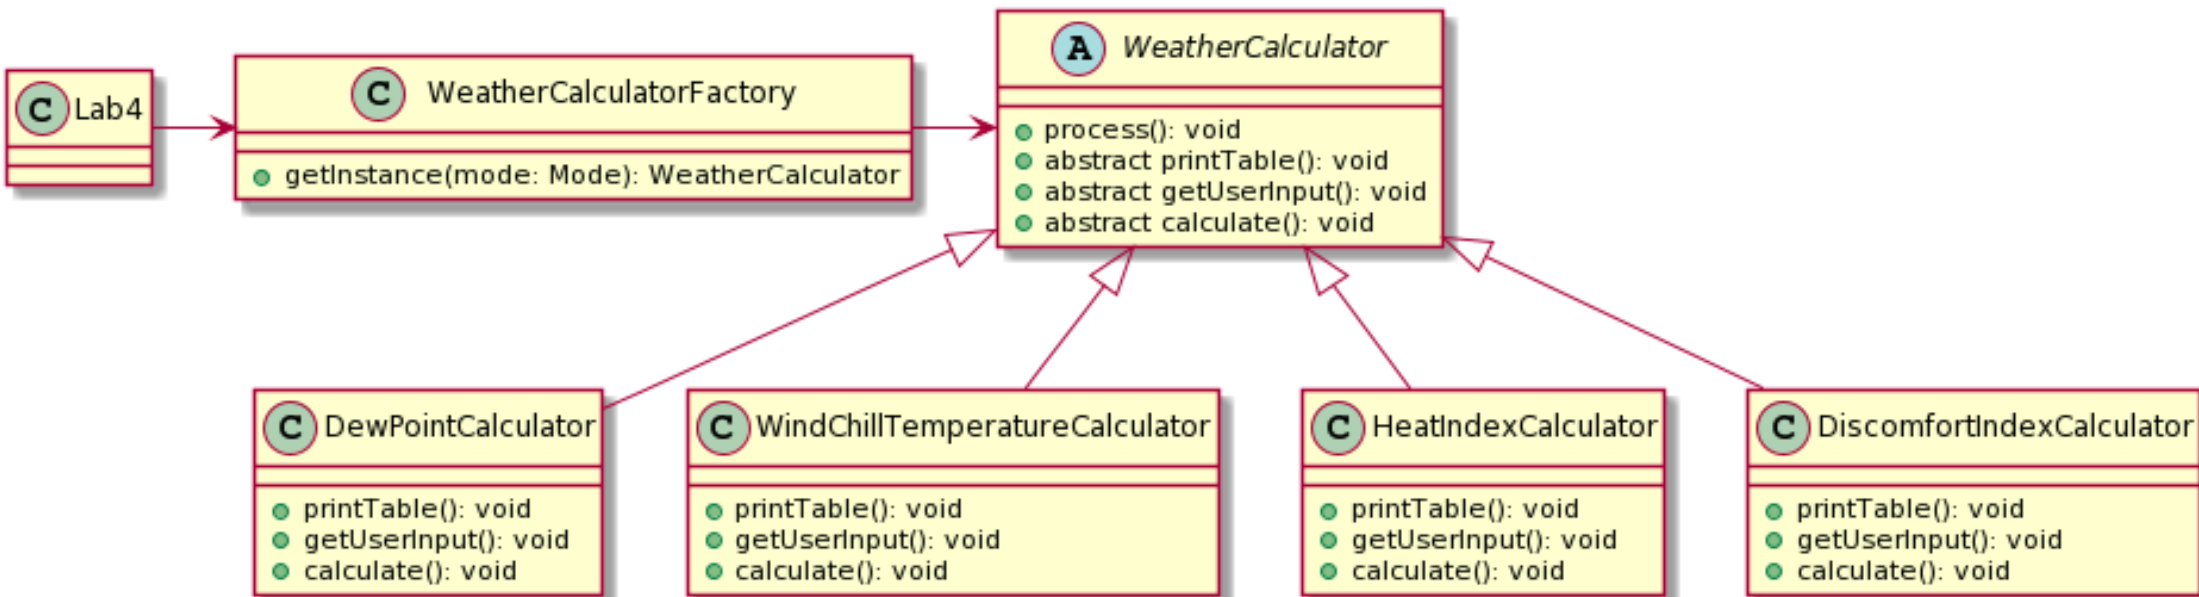 C Lab4
C WeatherCalculatorFactory
getInstance(mode: Mode): WeatherCalculator
A WeatherCalculator
process(): void
abstract printTable(): void
abstract getUserInput(): void
abstract calculate(): void
C DewPointCalculator
printTable(): void
getUserInput(): void
calculate(): void
C WindChillTemperatureCalculator
printTable(): void
getUserInput(): void
calculate(): void
C HeatIndexCalculator
printTable(): void
getUserInput(): void
calculate(): void
C DiscomfortIndexCalculator
printTable(): void
getUserInput(): void
calculate(): void